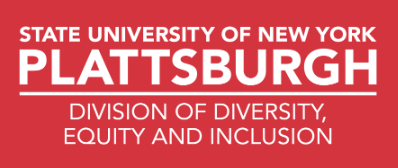 STATE UNIVERSITY OF NEW YORK
PLATTSBURGH
DIVISION OF DIVERSITY,
EQUITY AND INCLUSION